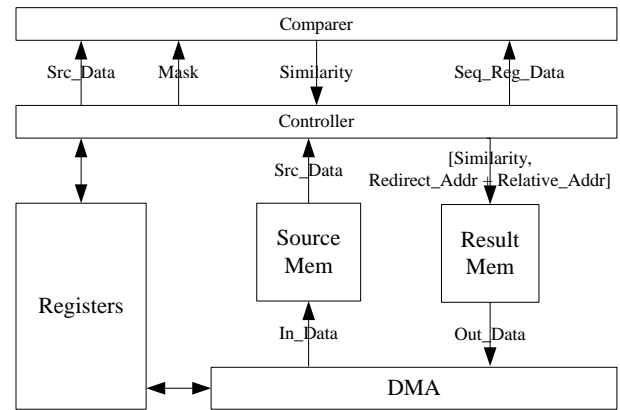 Comparer
Src_Data Mask Similarity Seq_Reg_Data
Controller
Src_Data
[Similarity,
Redirect_Addr + Relative_Addr]
Source
Mem
Result
Mem
Registers
In_Data Out_Data
DMA